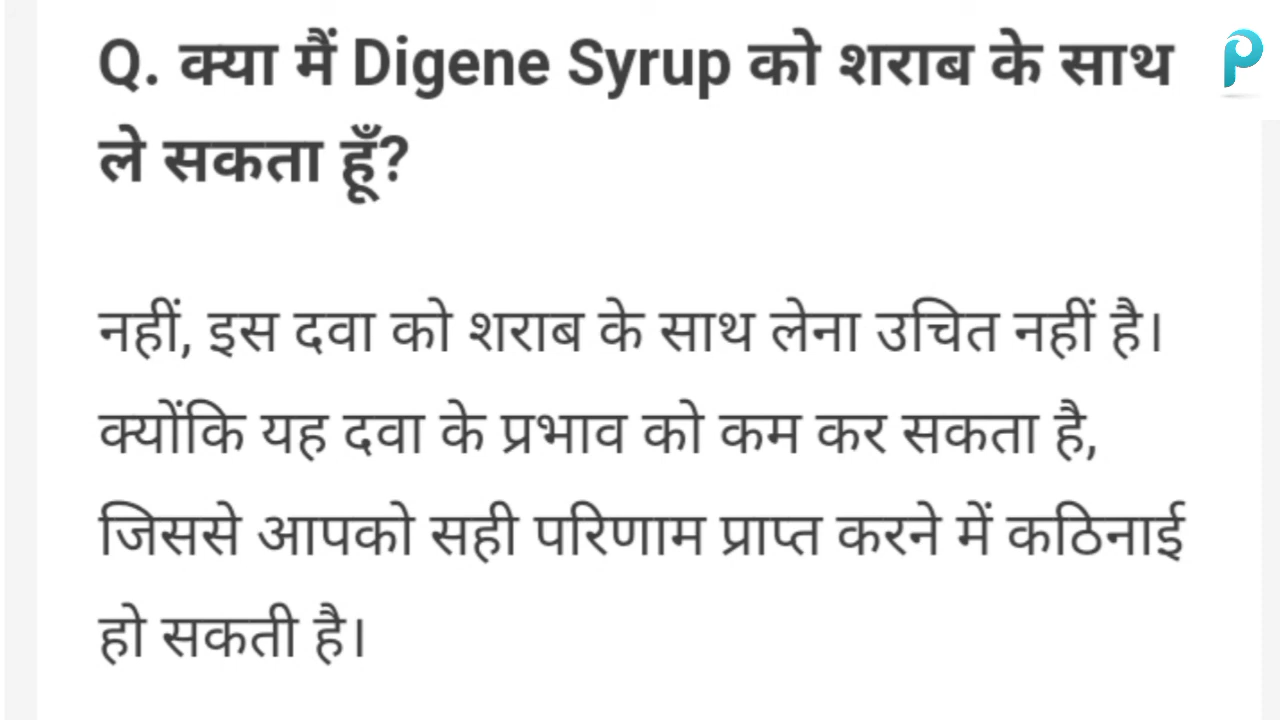 Q. क्या मैं Digene Syrup को शराब के साथ
ले सकता हूँ?
नहीं, इस दवा को शराब के साथ लेना उचित नहीं है।
क्योंकि यह दवा के प्रभाव को कम कर सकता है,
जिससे आपको सही परिणाम प्राप्त करने में कठिनाई
हो सकती है।